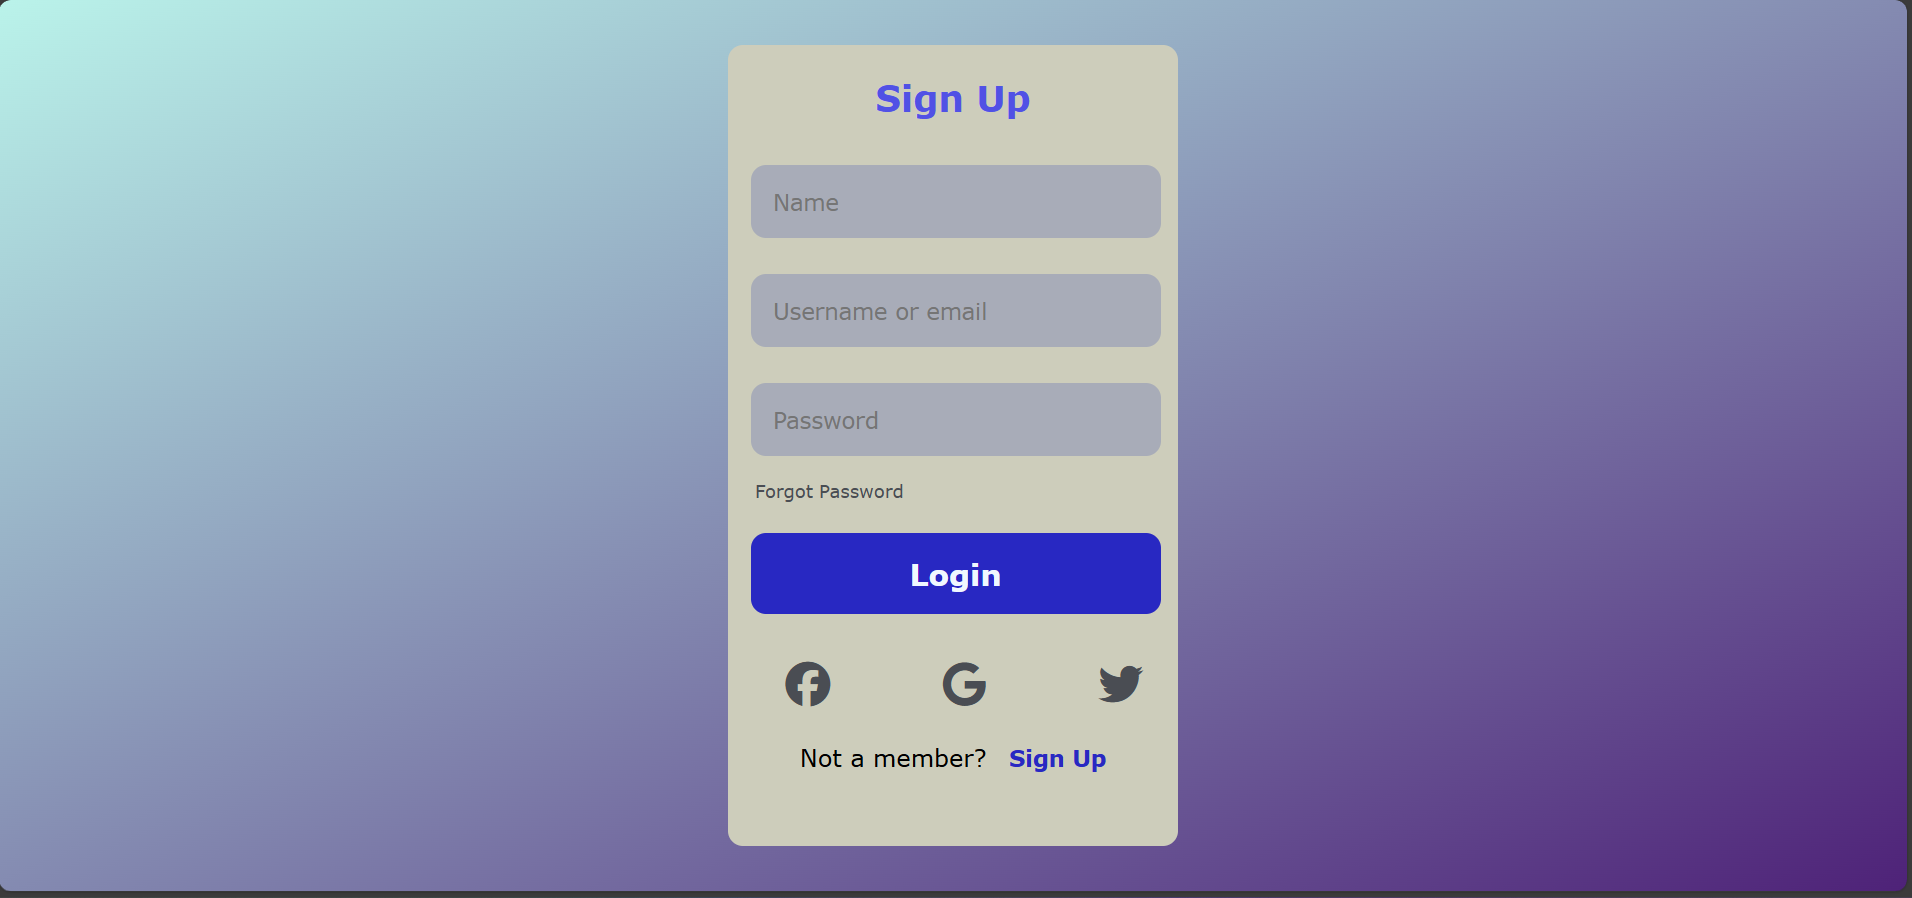 Sign Up
Name
Username or email
Password
Forgot Password
Login
Not a member? Sign Up